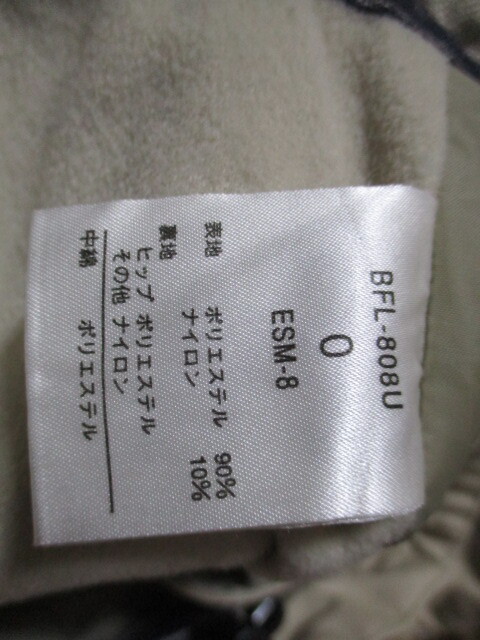 BFL-808U
0
ESM-8
表地 ポリエステル 90%
ナイロン 10%
裏地
ヒップ ポリエステル
その他 ナイロン
中綿 ポリエステル